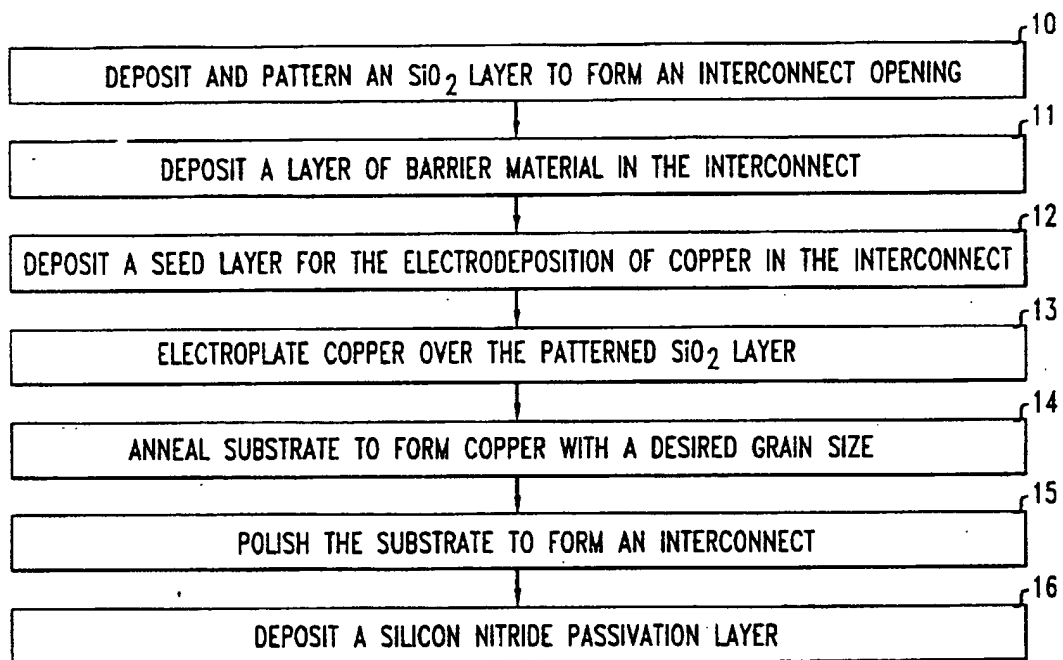 10
DEPOSIT AND PATTERN AN SiO2 LAYER TO FORM AN INTERCONNECT OPENING
11
DEPOSIT A LAYER OF BARRIER MATERIAL IN THE INTERCONNECT
12
DEPOSIT A SEED LAYER FOR THE ELECTRODEPOSITION OF COPPER IN THE INTERCONNECT
13
ELECTROPLATE COPPER OVER THE PATTERNED SiO2 LAYER
14
ANNEAL SUBSTRATE TO FORM COPPER WITH A DESIRED GRAIN SIZE
15
POLISH THE SUBSTRATE TO FORM AN INTERCONNECT
16
DEPOSIT A SILICON NITRIDE PASSIVATION LAYER